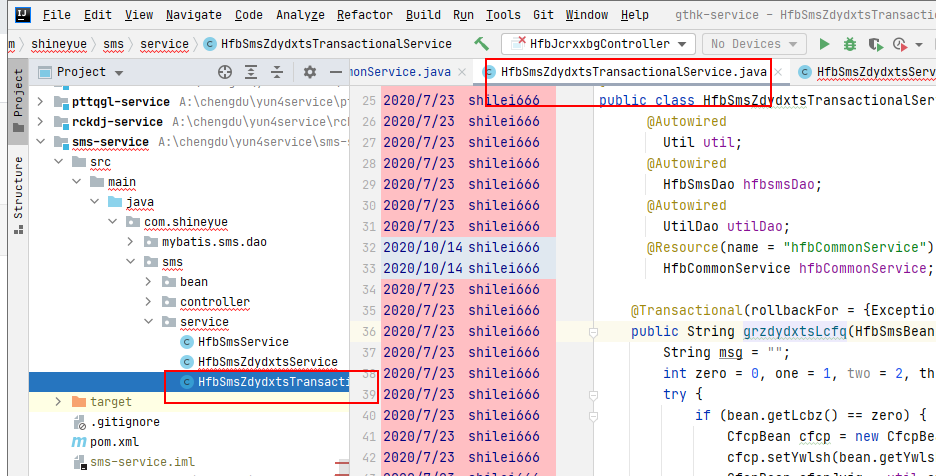 File Edit View Navigate Code Analyze Refactor Build Run Tools Git Window Help gthk-service - HfbSmsZdydxtsTransactio
m shineyue sms service HfbSmsZdydxtsTransactionalService HfbJcrxxbgController No Devices
Project
Structure
Project
monService.java HfbSmsZdydxtsTransactionalService.java HfbSmsZdydxtsServ
pttqgl-service A:\chengdu\yun4service\pt
rckdj-service A:\chengdu\yun4service\rc
sms-service A:\chengdu\yun4service\sms-s
src
main
java
com.shineyue
mybatis.sms.dao
sms
bean
controller
service
HfbSmsService
HfbSmsZdydxtsService
HfbSmsZdydxtsTransacti
target
.gitignore
pom.xml
sms-service.iml
25 2020/7/23 shilei666 public class HfbSmsZdydxtsTransactionalSer
26 2020/7/23 shilei666 @Autowired
27 2020/7/23 shilei666 Util util;
28 2020/7/23 shilei666 @Autowired
29 2020/7/23 shilei666 HfbSmsDao hfbsmsDao;
30 2020/7/23 shilei666 @Autowired
31 2020/7/23 shilei666 UtilDao utilDao;
32 2020/10/14 shilei666 @Resource(name = "hfbCommonService")
33 2020/10/14 shilei666 HfbCommonService hfbCommonService;
34 2020/7/23 shilei666
35 2020/7/23 shilei666 @Transactional(rollbackFor = {Exceptio
36 2020/7/23 shilei666 public String grzdydxtsLcfq(HfbSmsBean
37 2020/7/23 shilei666 String msg = "";
38 2020/7/23 shilei666 int zero = 0, one = 1, two = 2, th
39 2020/7/23 shilei666 try {
40 2020/7/23 shilei666 if (bean.getLcbz() == zero) {
41 2020/7/23 shilei666 CfcpBean cfcp = new CfcpBe
42 2020/7/23 shilei666 cfcp.setYwlsh(bean.getYwls